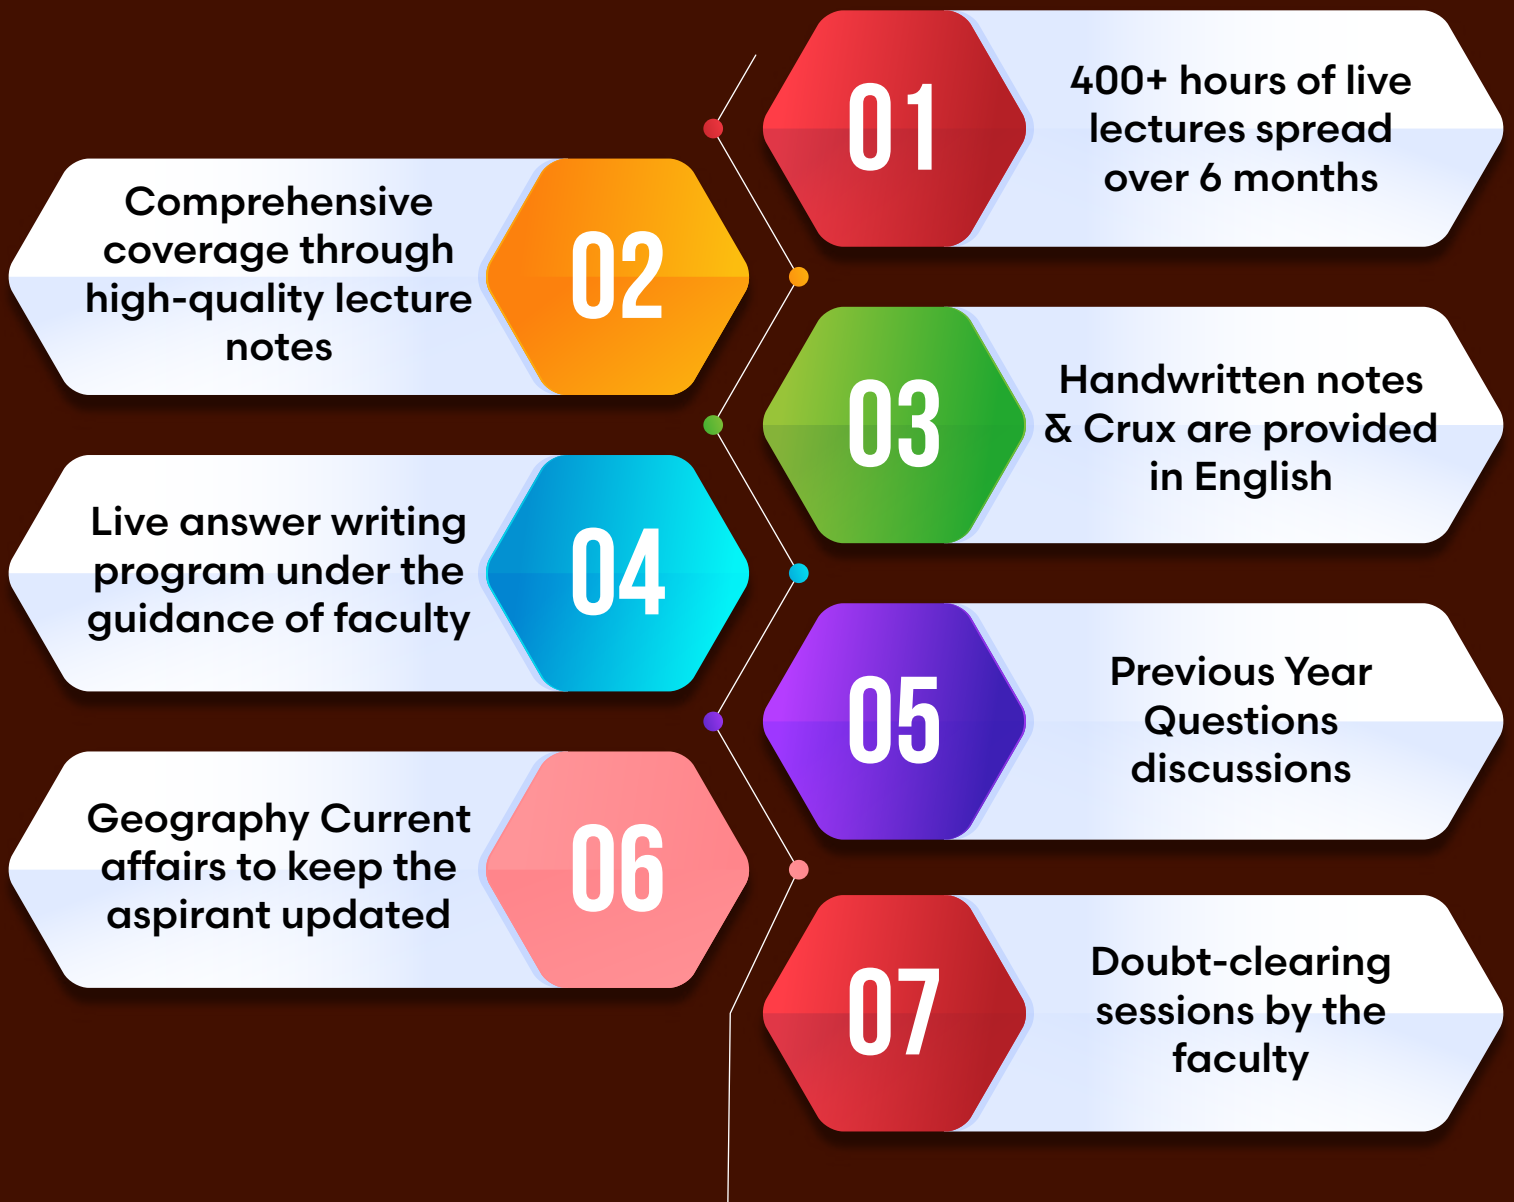 01
400+ hours of live
lectures spread
over 6 months
02
Comprehensive
coverage through
high-quality lecture
notes
03
Handwritten notes
& Crux are provided
in English
04
Live answer writing
program under the
guidance of faculty
05
Previous Year
Questions
discussions
06
Geography Current
affairs to keep the
aspirant updated
07
Doubt-clearing
sessions by the
faculty